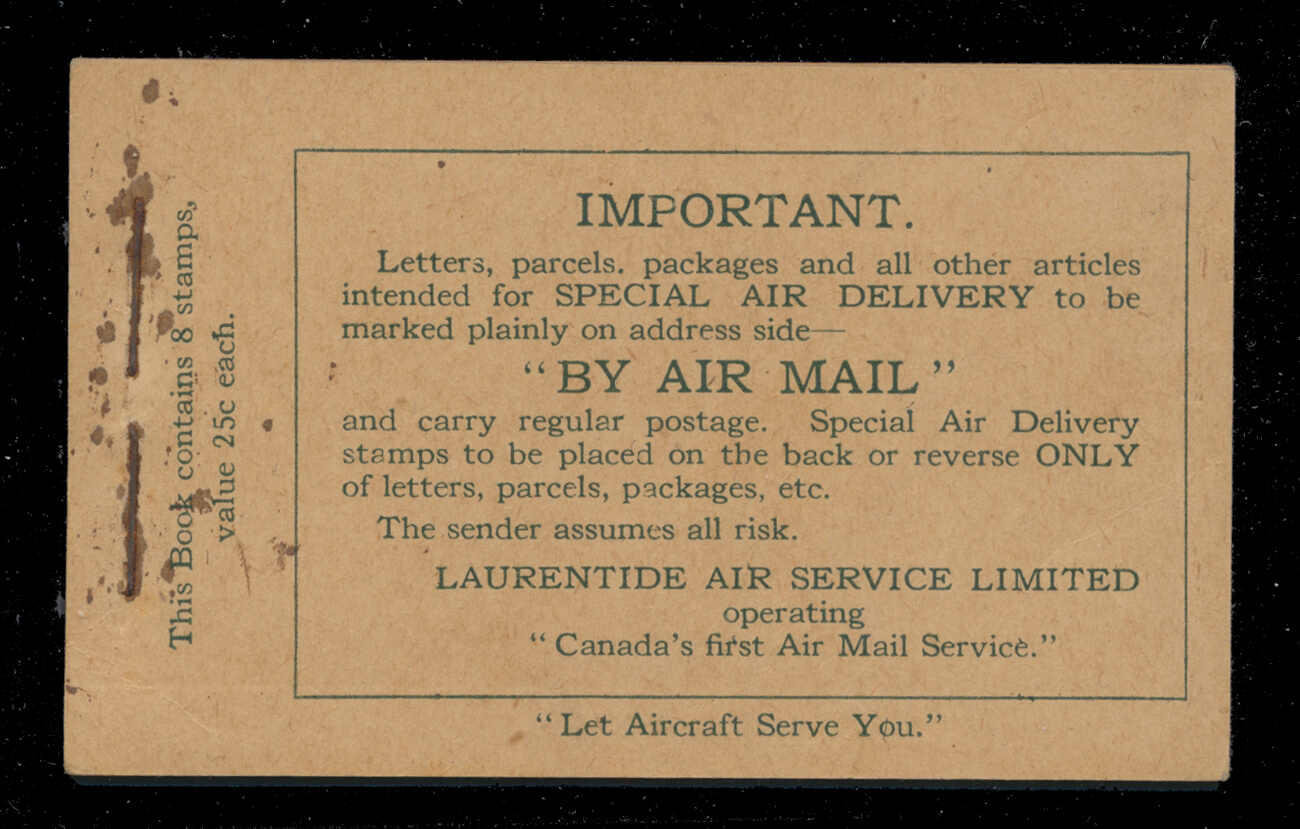 This Book contains 8 stamps,
value 25c each.
IMPORTANT.
Letters, parcels. packages and all other articles
intended for SPECIAL AIR DELIVERY to be
marked plainly on address side—
“BY AIR MAIL”
and carry regular postage. Special Air Delivery
stamps to be placed on the back or reverse ONLY
of letters, parcels, packages, etc.
The sender assumes all risk.
LAURENTIDE AIR SERVICE LIMITED
operating
“Canada’s first Air Mail Service.”
“Let Aircraft Serve You.”